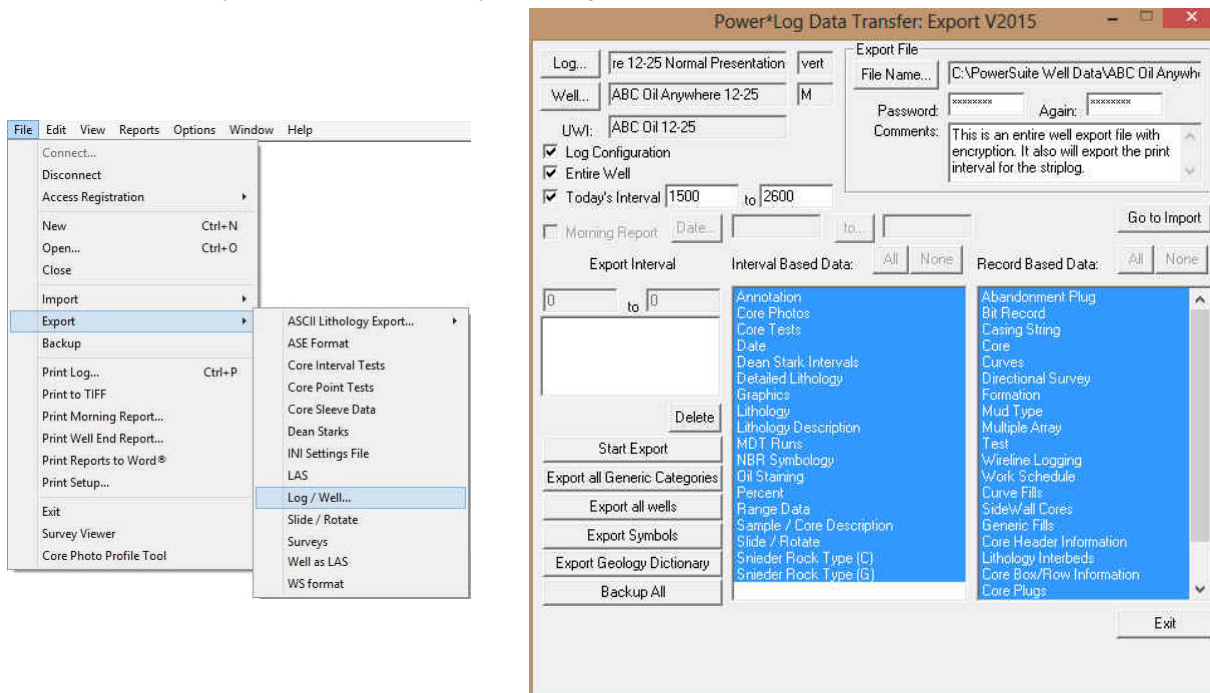 File Edit View Reports Options Window Help
Connect...
Disconnect
Access Registration
New Ctrl+N
Open... Ctrl+O
Close
Import
Export
Backup
Print Log... Ctrl+P
Print to TIFF
Print Morning Report...
Print Well End Report...
Print Reports to Word®
Print Setup...
Exit
Survey Viewer
Core Photo Profile Tool
ASCII Lithology Export...
ASE Format
Core Interval Tests
Core Point Tests
Core Sleeve Data
Dean Starks
INI Settings File
LAS
Log / Well...
Slide / Rotate
Surveys
Well as LAS
WS format
Power*Log Data Transfer: Export V2015
Log... re 12-25 Normal Presentation vert
Well... ABC Oil Anywhere 12-25 M
UWI: ABC Oil 12-25
Log Configuration
Entire Well
Today's Interval 1500 to 2600
Morning Report Date... to...
Export File
File Name... C:\PowerSuite Well Data\ABC Oil Anywh
Password: ******** Again: ********
Comments: This is an entire well export file with
encryption. It also will export the print
interval for the striplog.
Go to Import
Export Interval
0 to 0
Delete
Start Export
Export all Generic Categories
Export all wells
Export Symbols
Export Geology Dictionary
Backup All
Interval Based Data: All None
Annotation
Core Photos
Core Tests
Date
Dean Stark Intervals
Detailed Lithology
Graphics
Lithology
Lithology Description
MDT Runs
NBR Symbology
Oil Staining
Percent
Range Data
Sample / Core Description
Slide / Rotate
Snieder Rock Type (C)
Snieder Rock Type (G)
Record Based Data: All None
Abandonment Plug
Bit Record
Casing String
Core
Curves
Directional Survey
Formation
Mud Type
Multiple Array
Test
Wireline Logging
Work Schedule
Curve Fills
SideWall Cores
Generic Fills
Core Header Information
Lithology Interbeds
Core Box/Row Information
Core Plugs
Exit